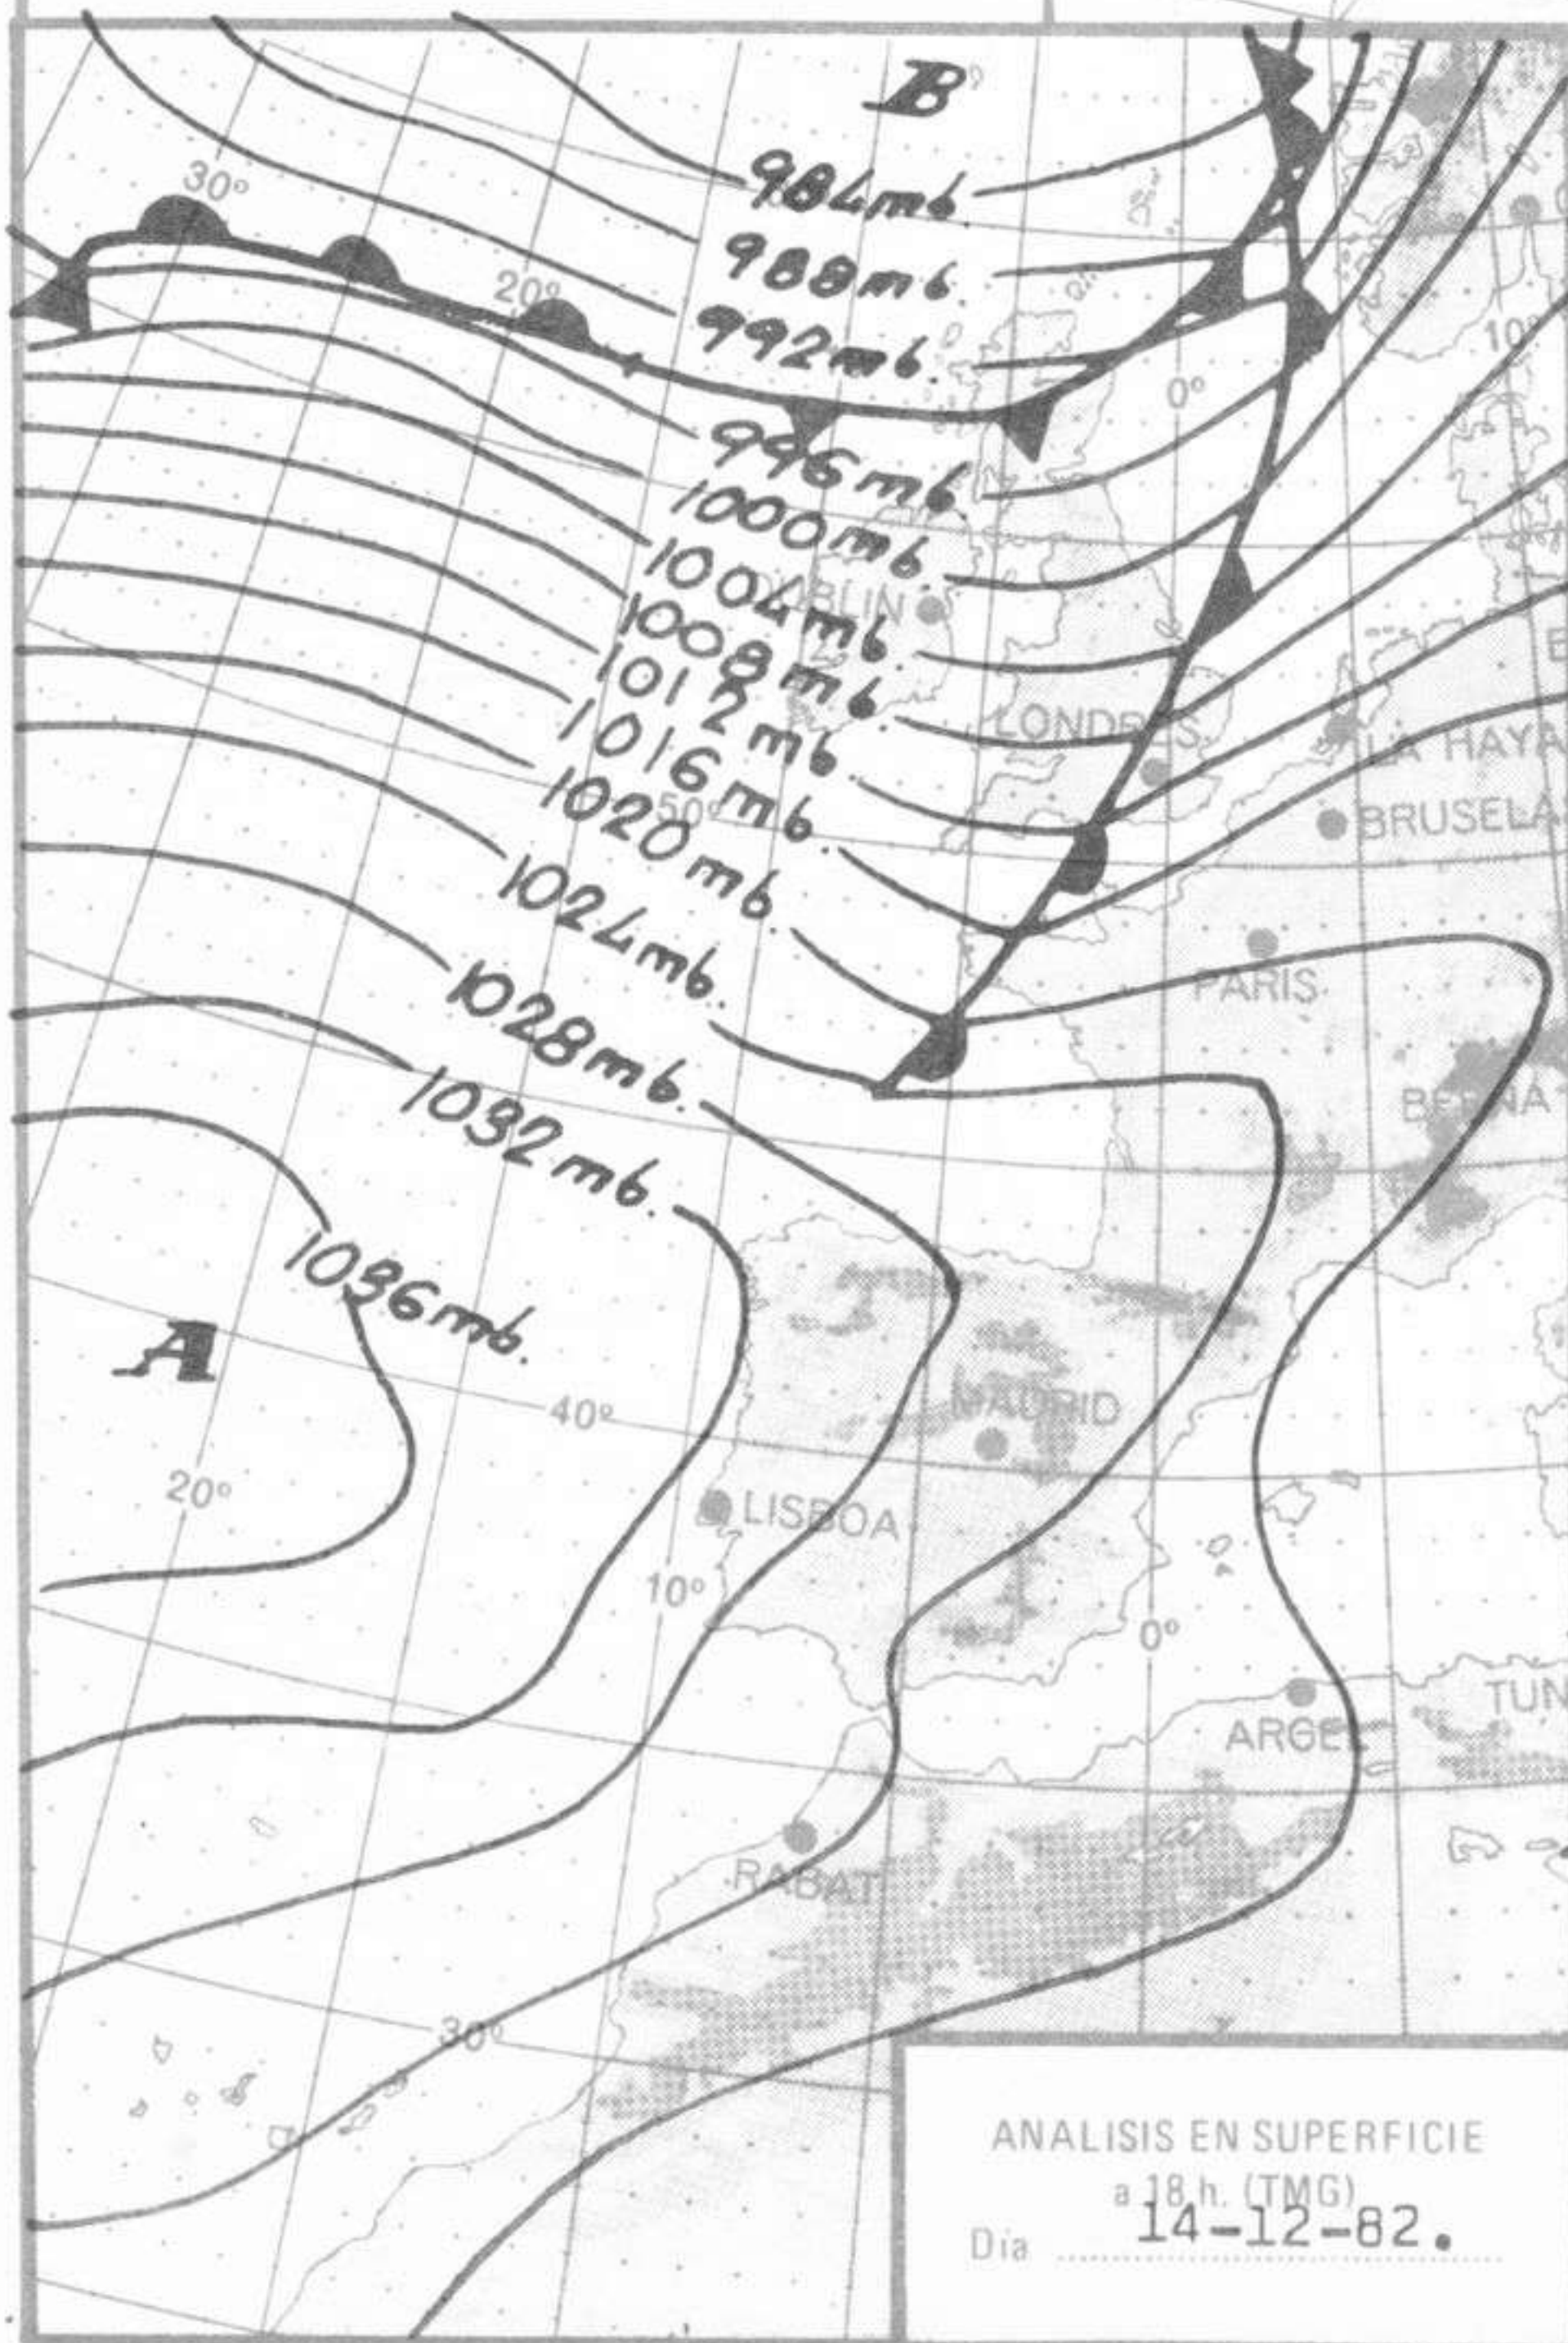 B
984mb.
30°
988mb.
20°
992mb.
10°
0°
996mb.
1000mb.
1004mb.
DUBLIN
1008mb.
1012mb.
LONDRES
1016mb.
LA HAYA
50°
1020mb.
BRUSELA
1024mb.
PARIS
1028mb.
BERNA
1032mb.
1036mb.
A
40°
MADRID
20°
LISBOA
10°
0°
ARGEL
TUN
RABAT
30°
ANALISIS EN SUPERFICIE
a 18 h. (TMG)
Día 14-12-82.